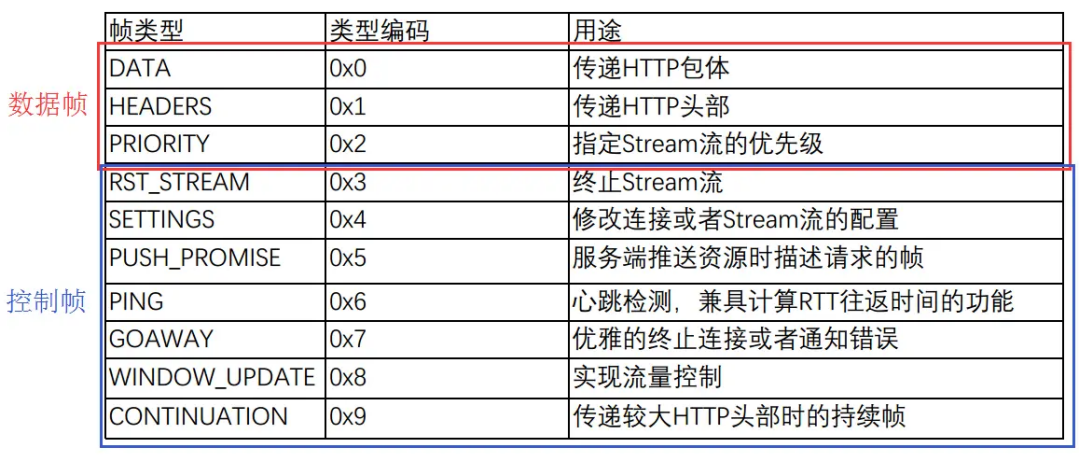 帧类型 类型编码 用途
DATA 0x0 传递HTTP包体
数据帧
HEADERS 0x1 传递HTTP头部
PRIORITY 0x2 指定Stream流的优先级
RST_STREAM 0x3 终止Stream流
SETTINGS 0x4 修改连接或者Stream流的配置
PUSH_PROMISE 0x5 服务端推送资源时描述请求的帧
控制帧
PING 0x6 心跳检测，兼具计算RTT往返时间的功能
GOAWAY 0x7 优雅的终止连接或者通知错误
WINDOW_UPDATE 0x8 实现流量控制
CONTINUATION 0x9 传递较大HTTP头部时的持续帧